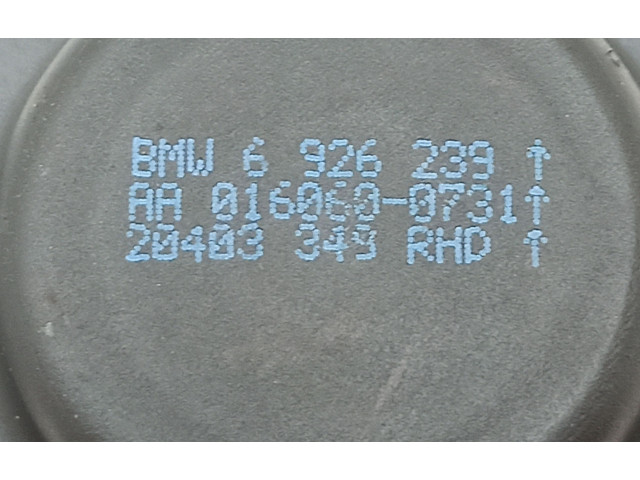 BMW 6 926 239 ↑
AA 016060-0731↑
20403 349 RHD ↑